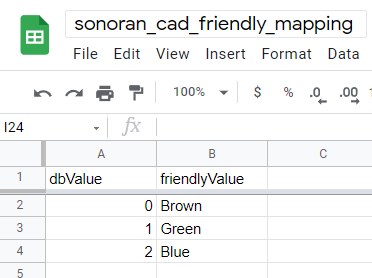 sonoran_cad_friendly_mapping
File Edit View Insert Format Data
100% $ % .0 .00
I24 fx
A B C
1 dbValue friendlyValue
2 0 Brown
3 1 Green
4 2 Blue
5